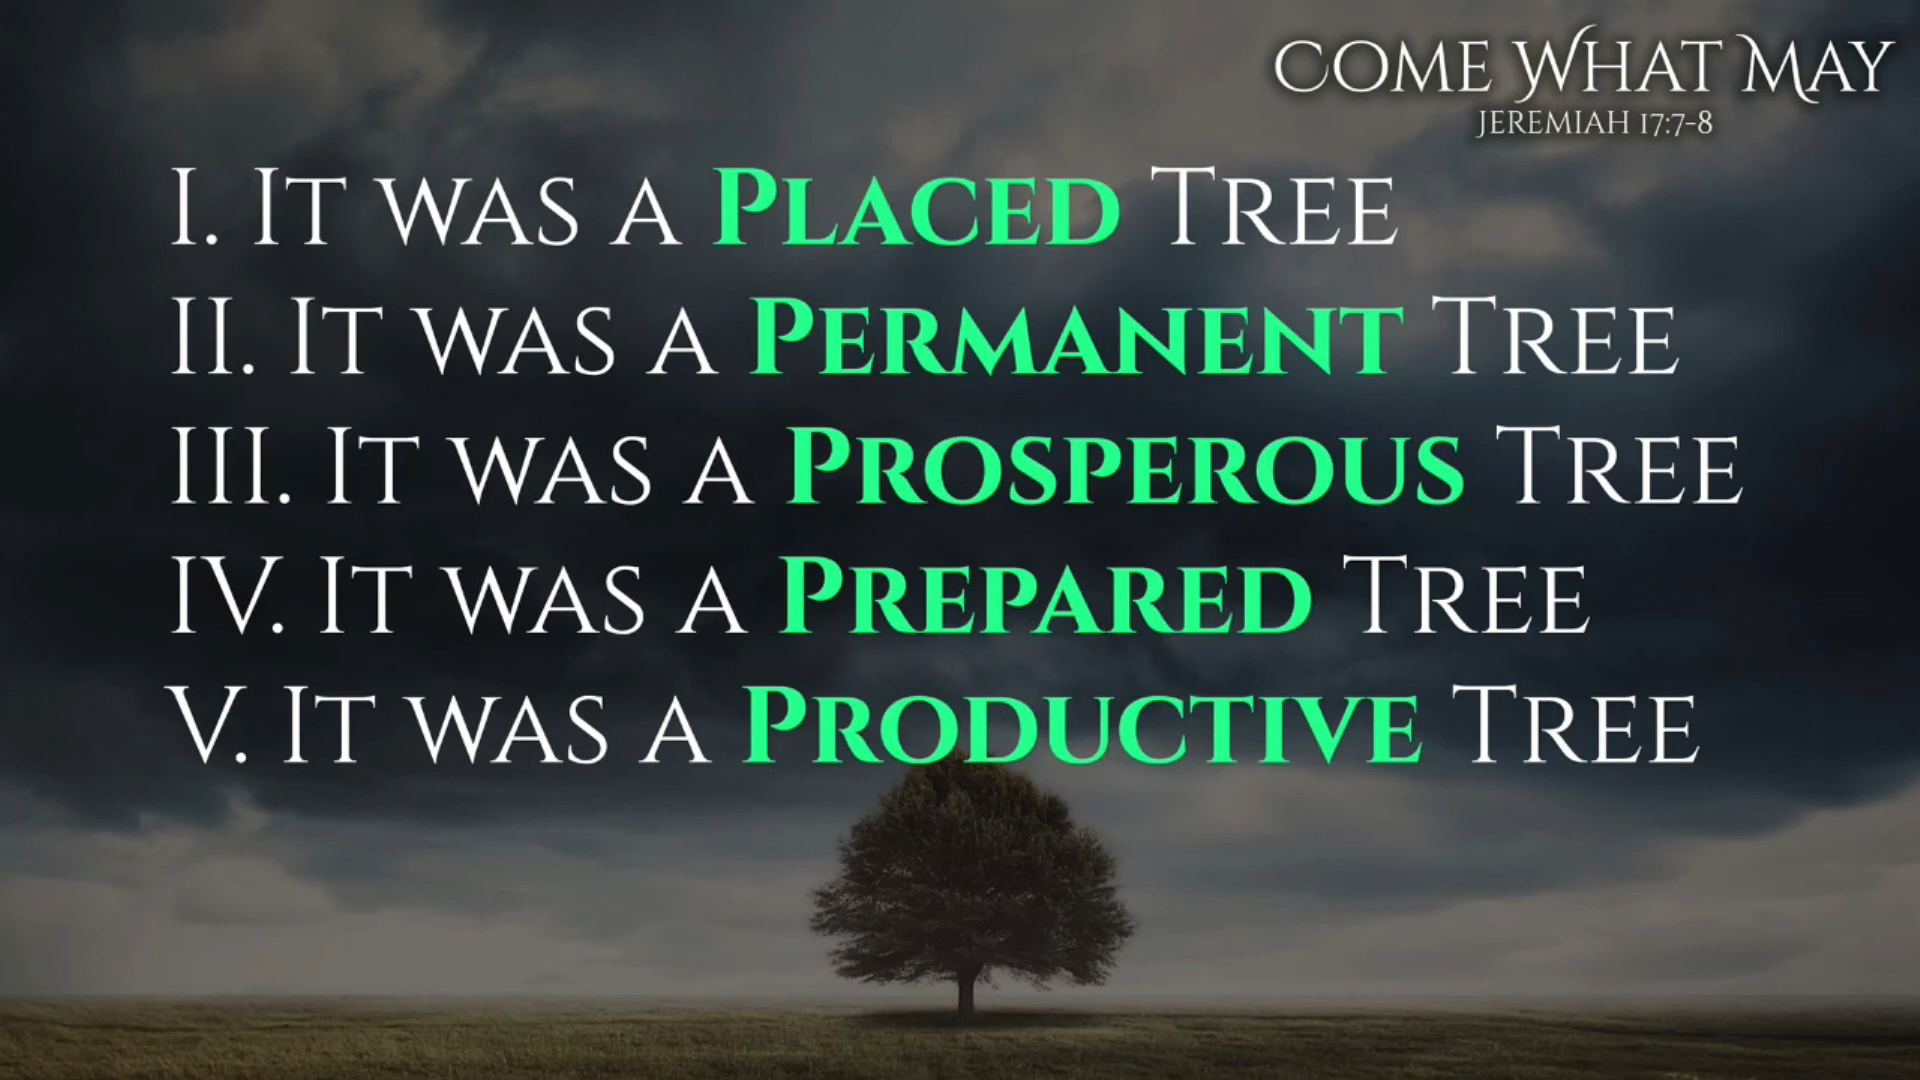 COME WHAT MAY
JEREMIAH 17:7-8
I. IT WAS A PLACED TREE
II. IT WAS A PERMANENT TREE
III. IT WAS A PROSPEROUS TREE
IV. IT WAS A PREPARED TREE
V. IT WAS A PRODUCTIVE TREE